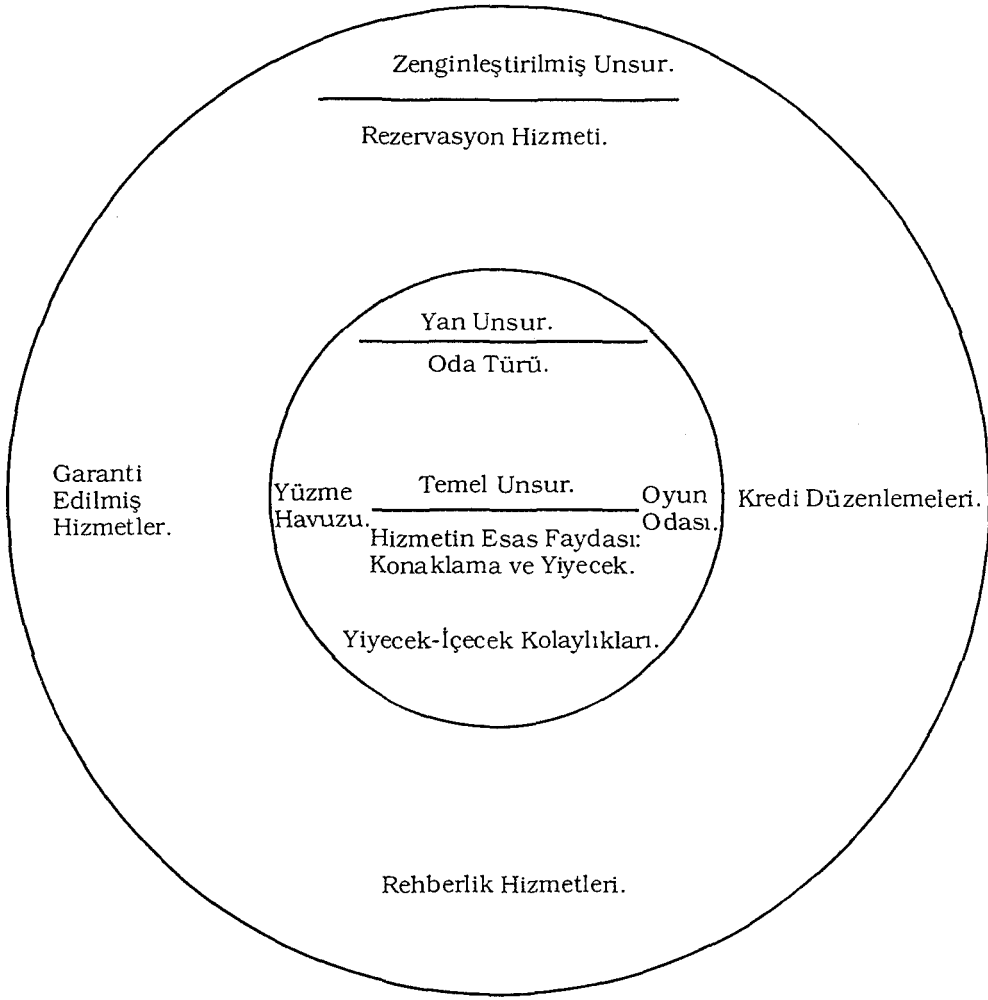 Zenginleştirilmiş Unsur.
Rezervasyon Hizmeti.
Yan Unsur.
Oda Türü.
Garanti
Edilmiş
Hizmetler.
Yüzme
Havuzu.
Temel Unsur.
Hizmetin Esas Faydası:
Konaklama ve Yiyecek.
Oyun
Odası.
Kredi Düzenlemeleri.
Yiyecek-İçecek Kolaylıkları.
Rehberlik Hizmetleri.